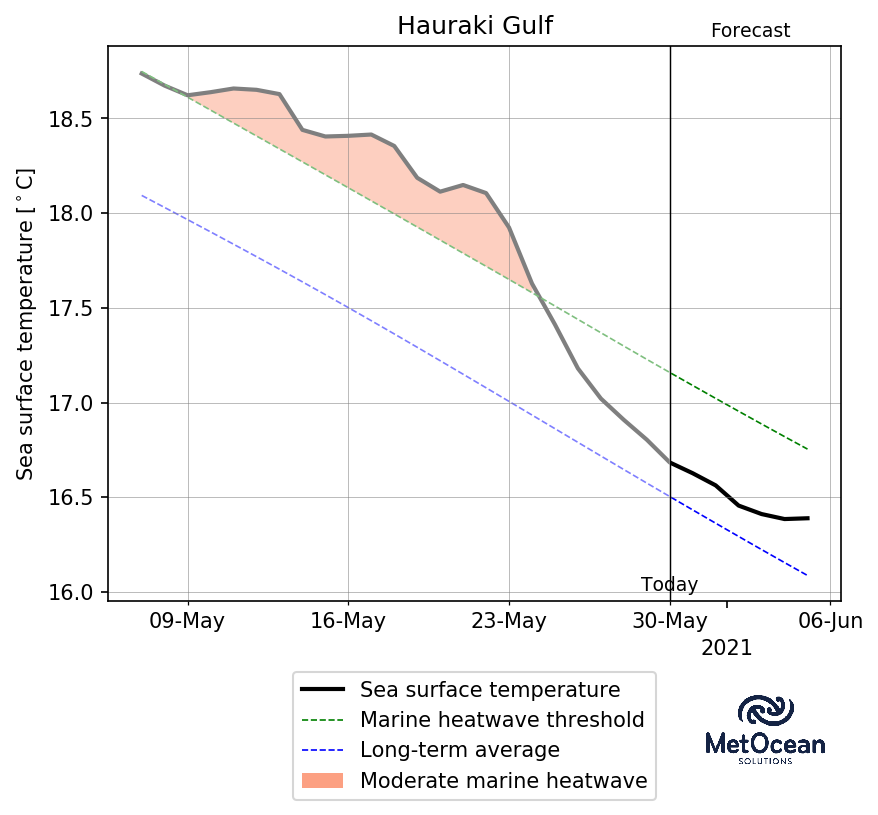 Hauraki Gulf
Forecast
Sea surface temperature [°C]
18.5
18.0
17.5
17.0
16.5
16.0
Today
09-May
16-May
23-May
30-May
06-Jun
2021
Sea surface temperature
Marine heatwave threshold
Long-term average
Moderate marine heatwave
MetOcean
SOLUTIONS